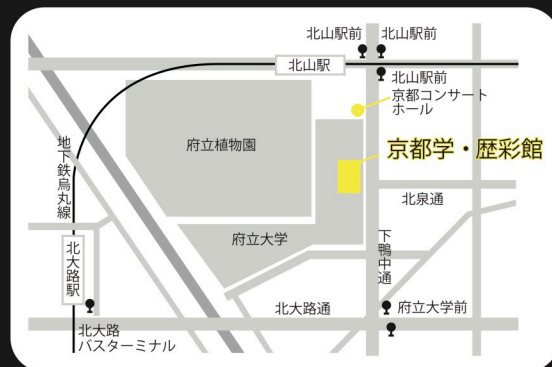 北山駅前
北山駅前
北山駅
北山駅前
京都コンサート
ホール
府立植物園
京都学・歴彩館
地下鉄烏丸線
北泉通
府立大学
下鴨中通
北大路駅
北大路通
府立大学前
北大路
バスターミナル